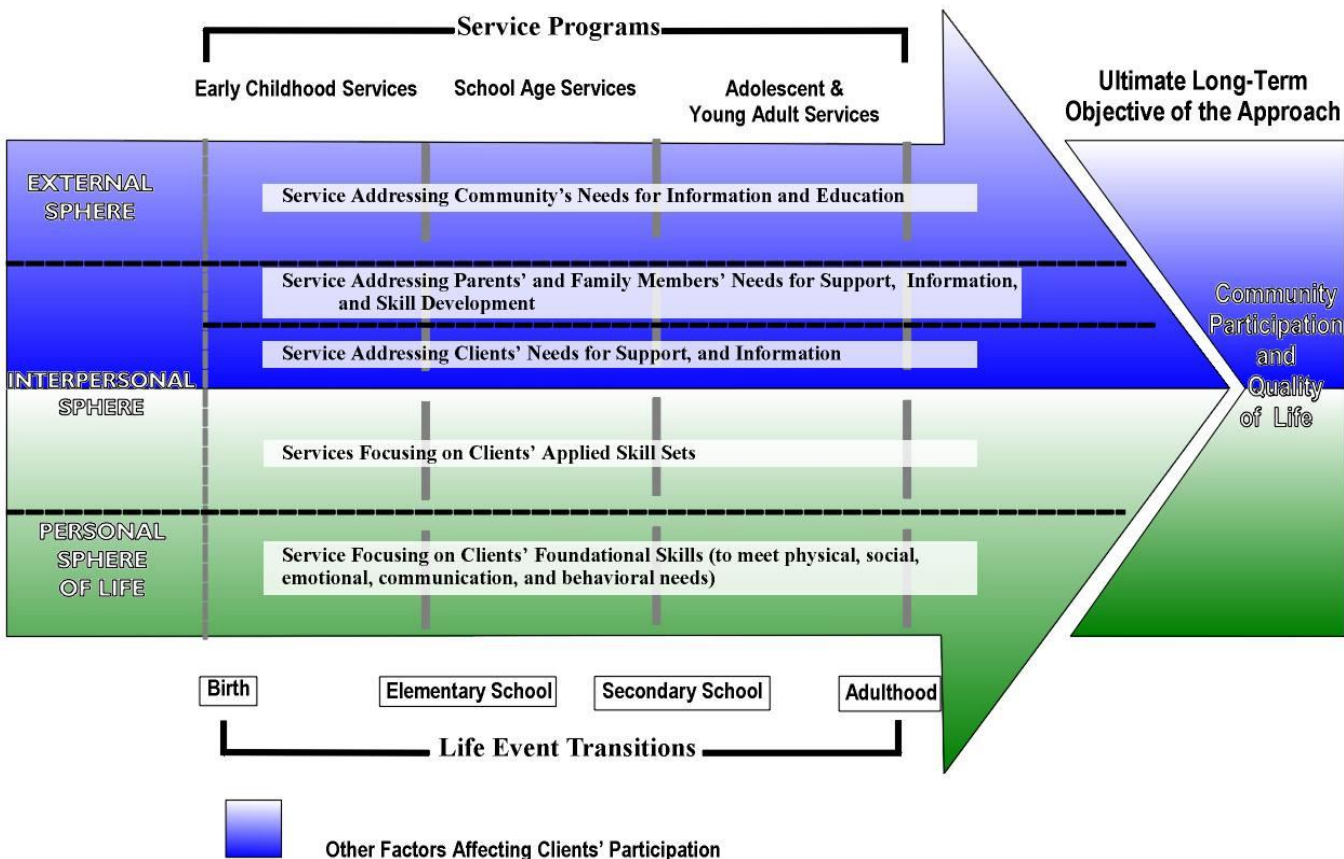 Service Programs
Early Childhood Services
School Age Services
Adolescent &
Young Adult Services
Ultimate Long-Term
Objective of the Approach
EXTERNAL
SPHERE
Service Addressing Community's Needs for Information and Education
Service Addressing Parents' and Family Members' Needs for Support, Information,
and Skill Development
Service Addressing Clients' Needs for Support, and Information
INTERPERSONAL
SPHERE
Services Focusing on Clients' Applied Skill Sets
PERSONAL
SPHERE
OF LIFE
Service Focusing on Clients' Foundational Skills (to meet physical, social,
emotional, communication, and behavioral needs)
Community
Participation
and
Quality
of Life
Birth
Elementary School
Secondary School
Adulthood
Life Event Transitions
Other Factors Affecting Clients' Participation